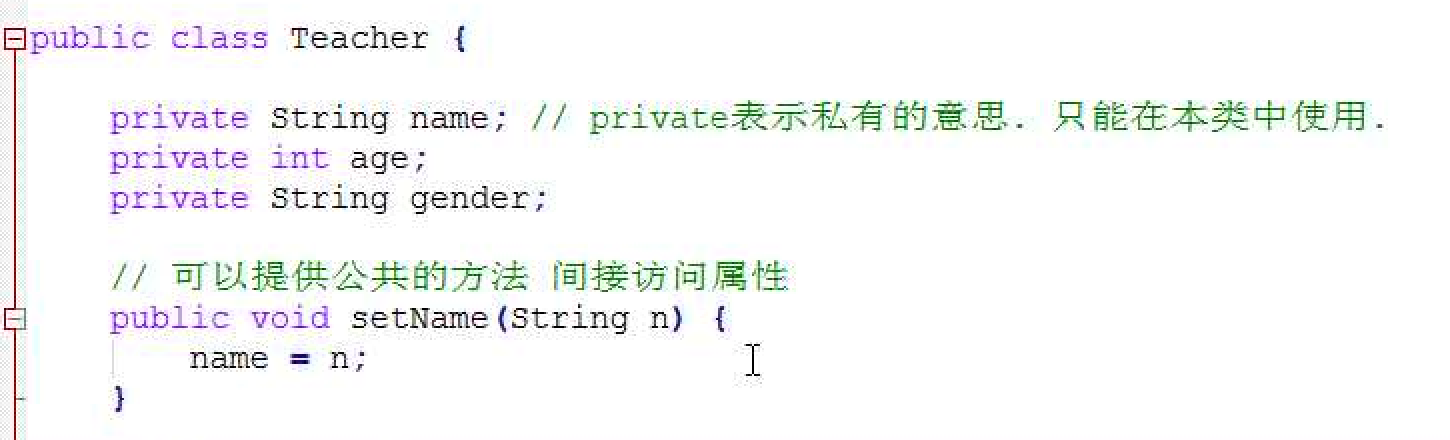 public class Teacher {
private String name; // private表示私有的意思. 只能在本类中使用.
private int age;
private String gender;
// 可以提供公共的方法 间接访问属性
public void setName(String n) {
name = n;
}